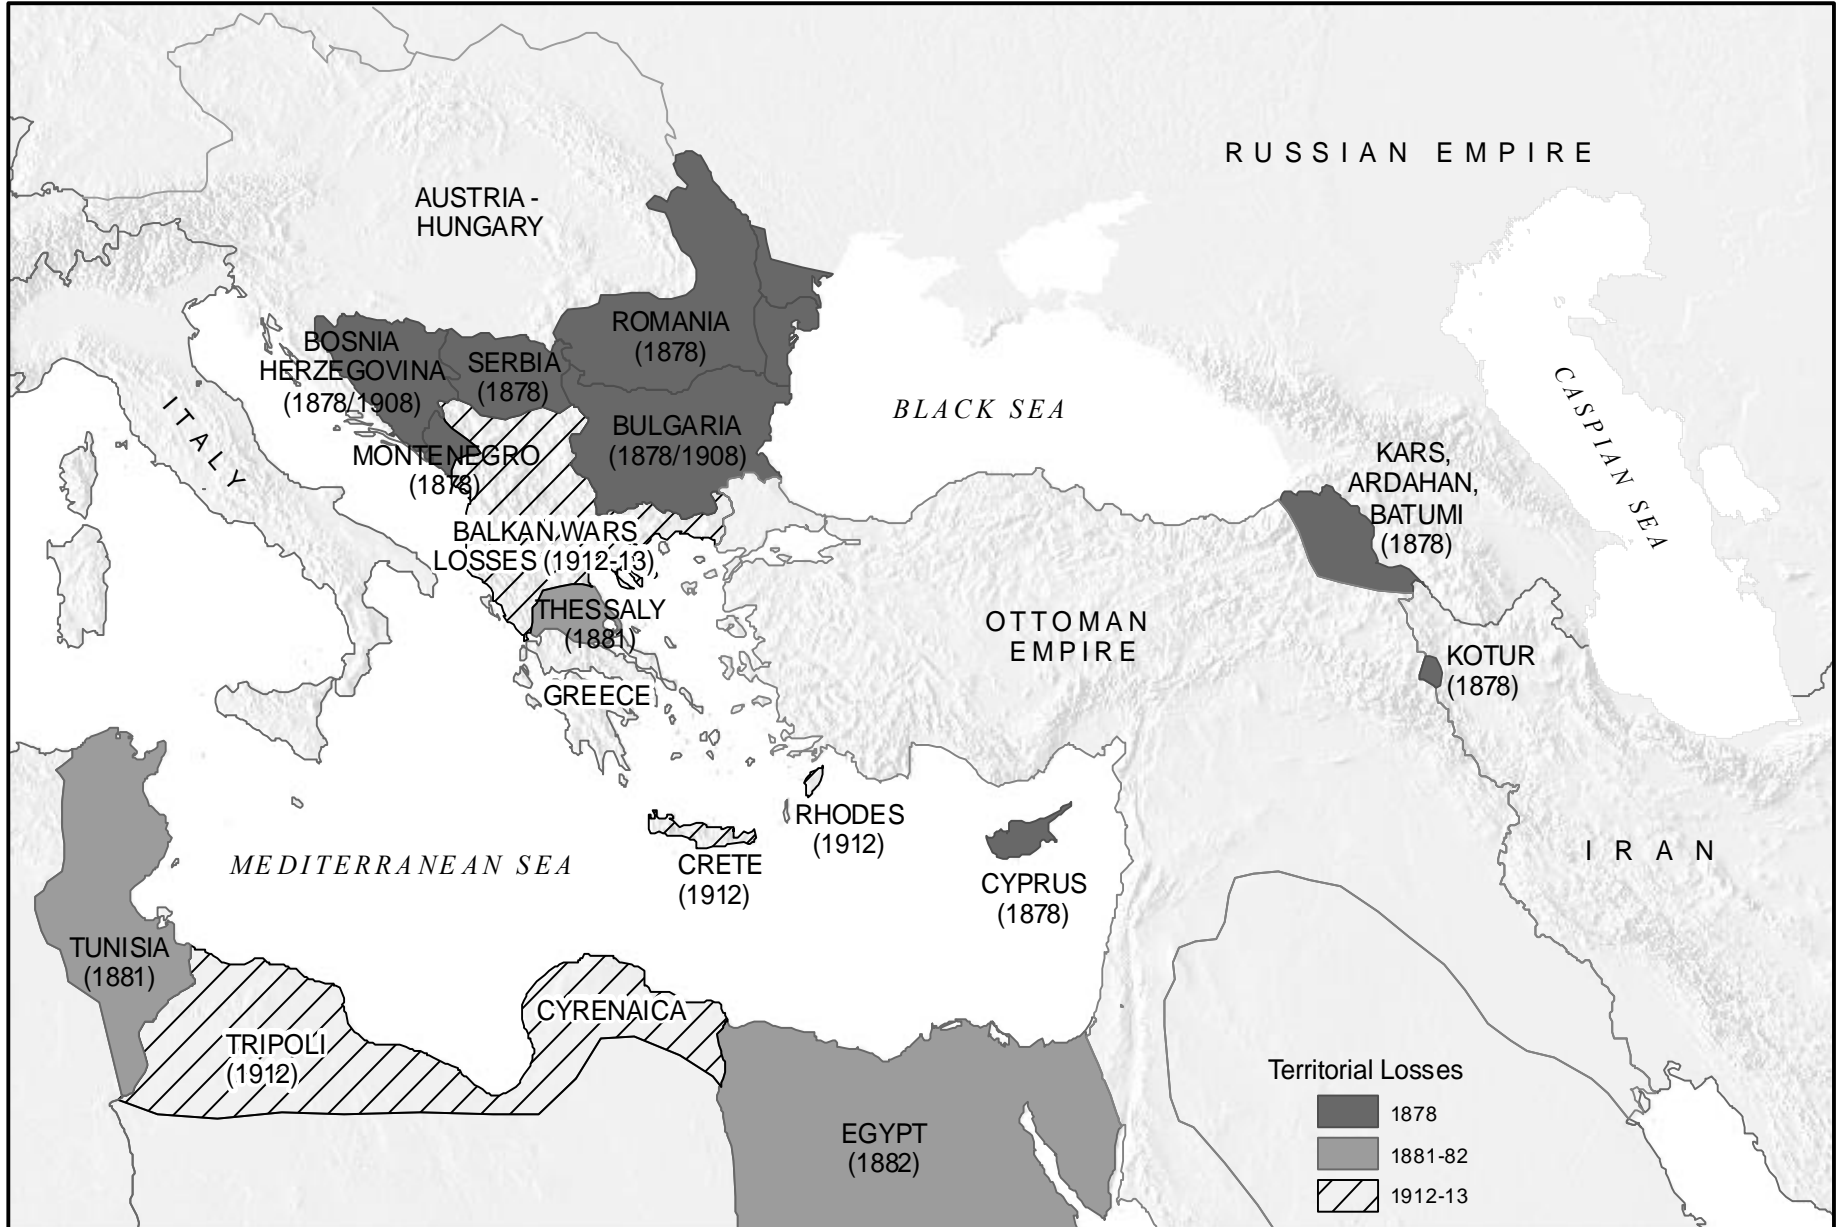 RUSSIAN EMPIRE
AUSTRIA -
HUNGARY
ROMANIA
(1878)
BOSNIA
HERZEGOVINA
(1878/1908)
SERBIA
(1878)
ITALY
BLACK SEA
CASPIAN SEA
BULGARIA
(1878/1908)
MONTENEGRO
(1878)
KARS,
ARDAHAN,
BATUMI
(1878)
BALKAN WARS
LOSSES (1912-13)
THESSALY
(1881)
OTTOMAN
EMPIRE
KOTUR
(1878)
GREECE
RHODES
(1912)
MEDITERRANEAN SEA
CRETE
(1912)
CYPRUS
(1878)
IRAN
TUNISIA
(1881)
CYRENAICA
TRIPOLI
(1912)
EGYPT
(1882)
Territorial Losses
1878
1881-82
1912-13